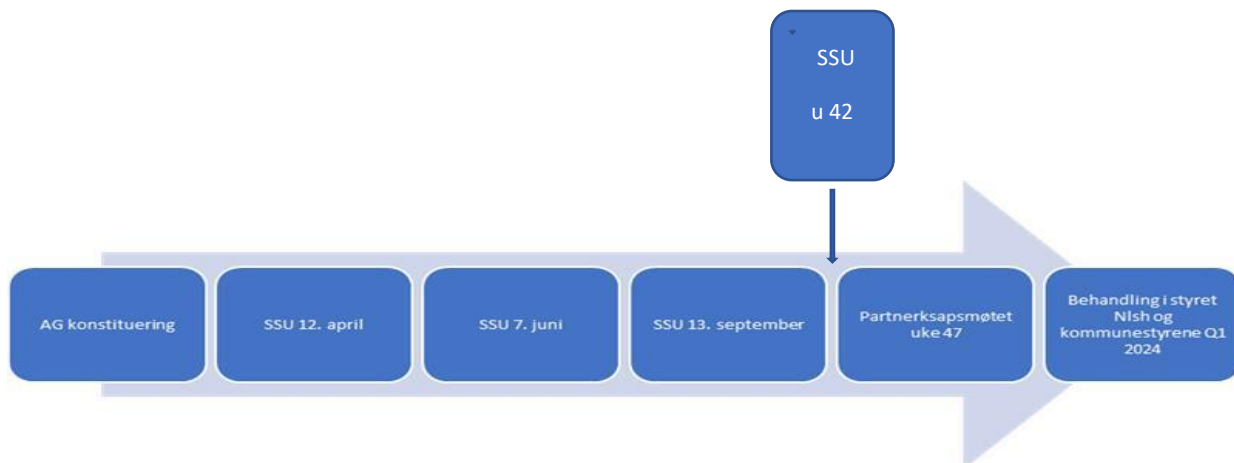 SSU
u 42
AG konstituering
SSU 12. april
SSU 7. juni
SSU 13. september
Partnerksapsmøtet
uke 47
Behandling i styret
Nlsh og
kommunestyrene Q1
2024